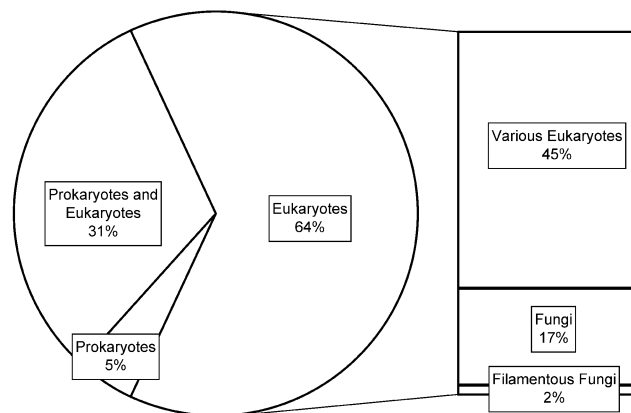 Various Eukaryotes
45%
Prokaryotes and
Eukaryotes
31%
Eukaryotes
64%
Fungi
17%
Prokaryotes
5%
Filamentous Fungi
2%